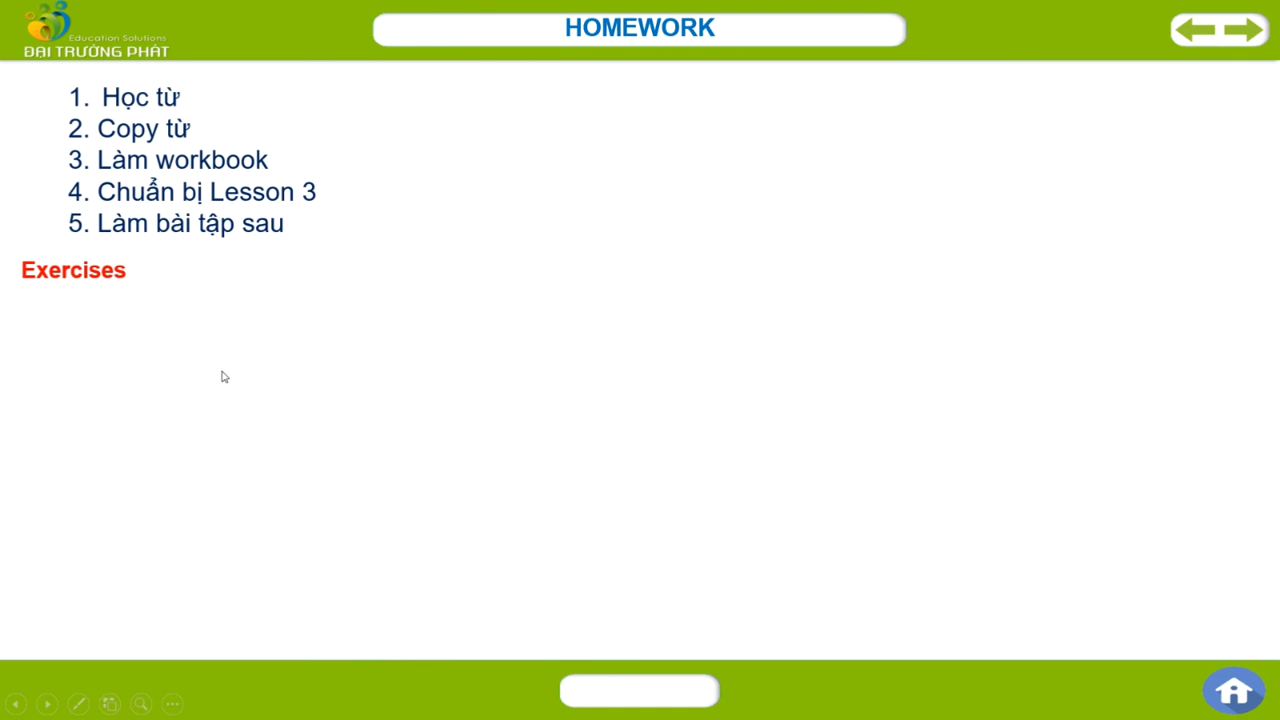 Education Solutions
ĐẠI TRƯỜNG PHÁT
HOMEWORK
1. Học từ
2. Copy từ
3. Làm workbook
4. Chuẩn bị Lesson 3
5. Làm bài tập sau
Exercises